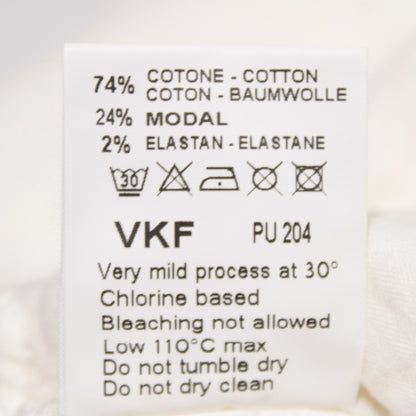 74% COTONE - COTTON
COTON - BAUMWOLLE
24% MODAL
2% ELASTAN - ELASTANE
30
VKF PU 204
Very mild process at 30°
Chlorine based
Bleaching not allowed
Low 110°C max
Do not tumble dry
Do not dry clean